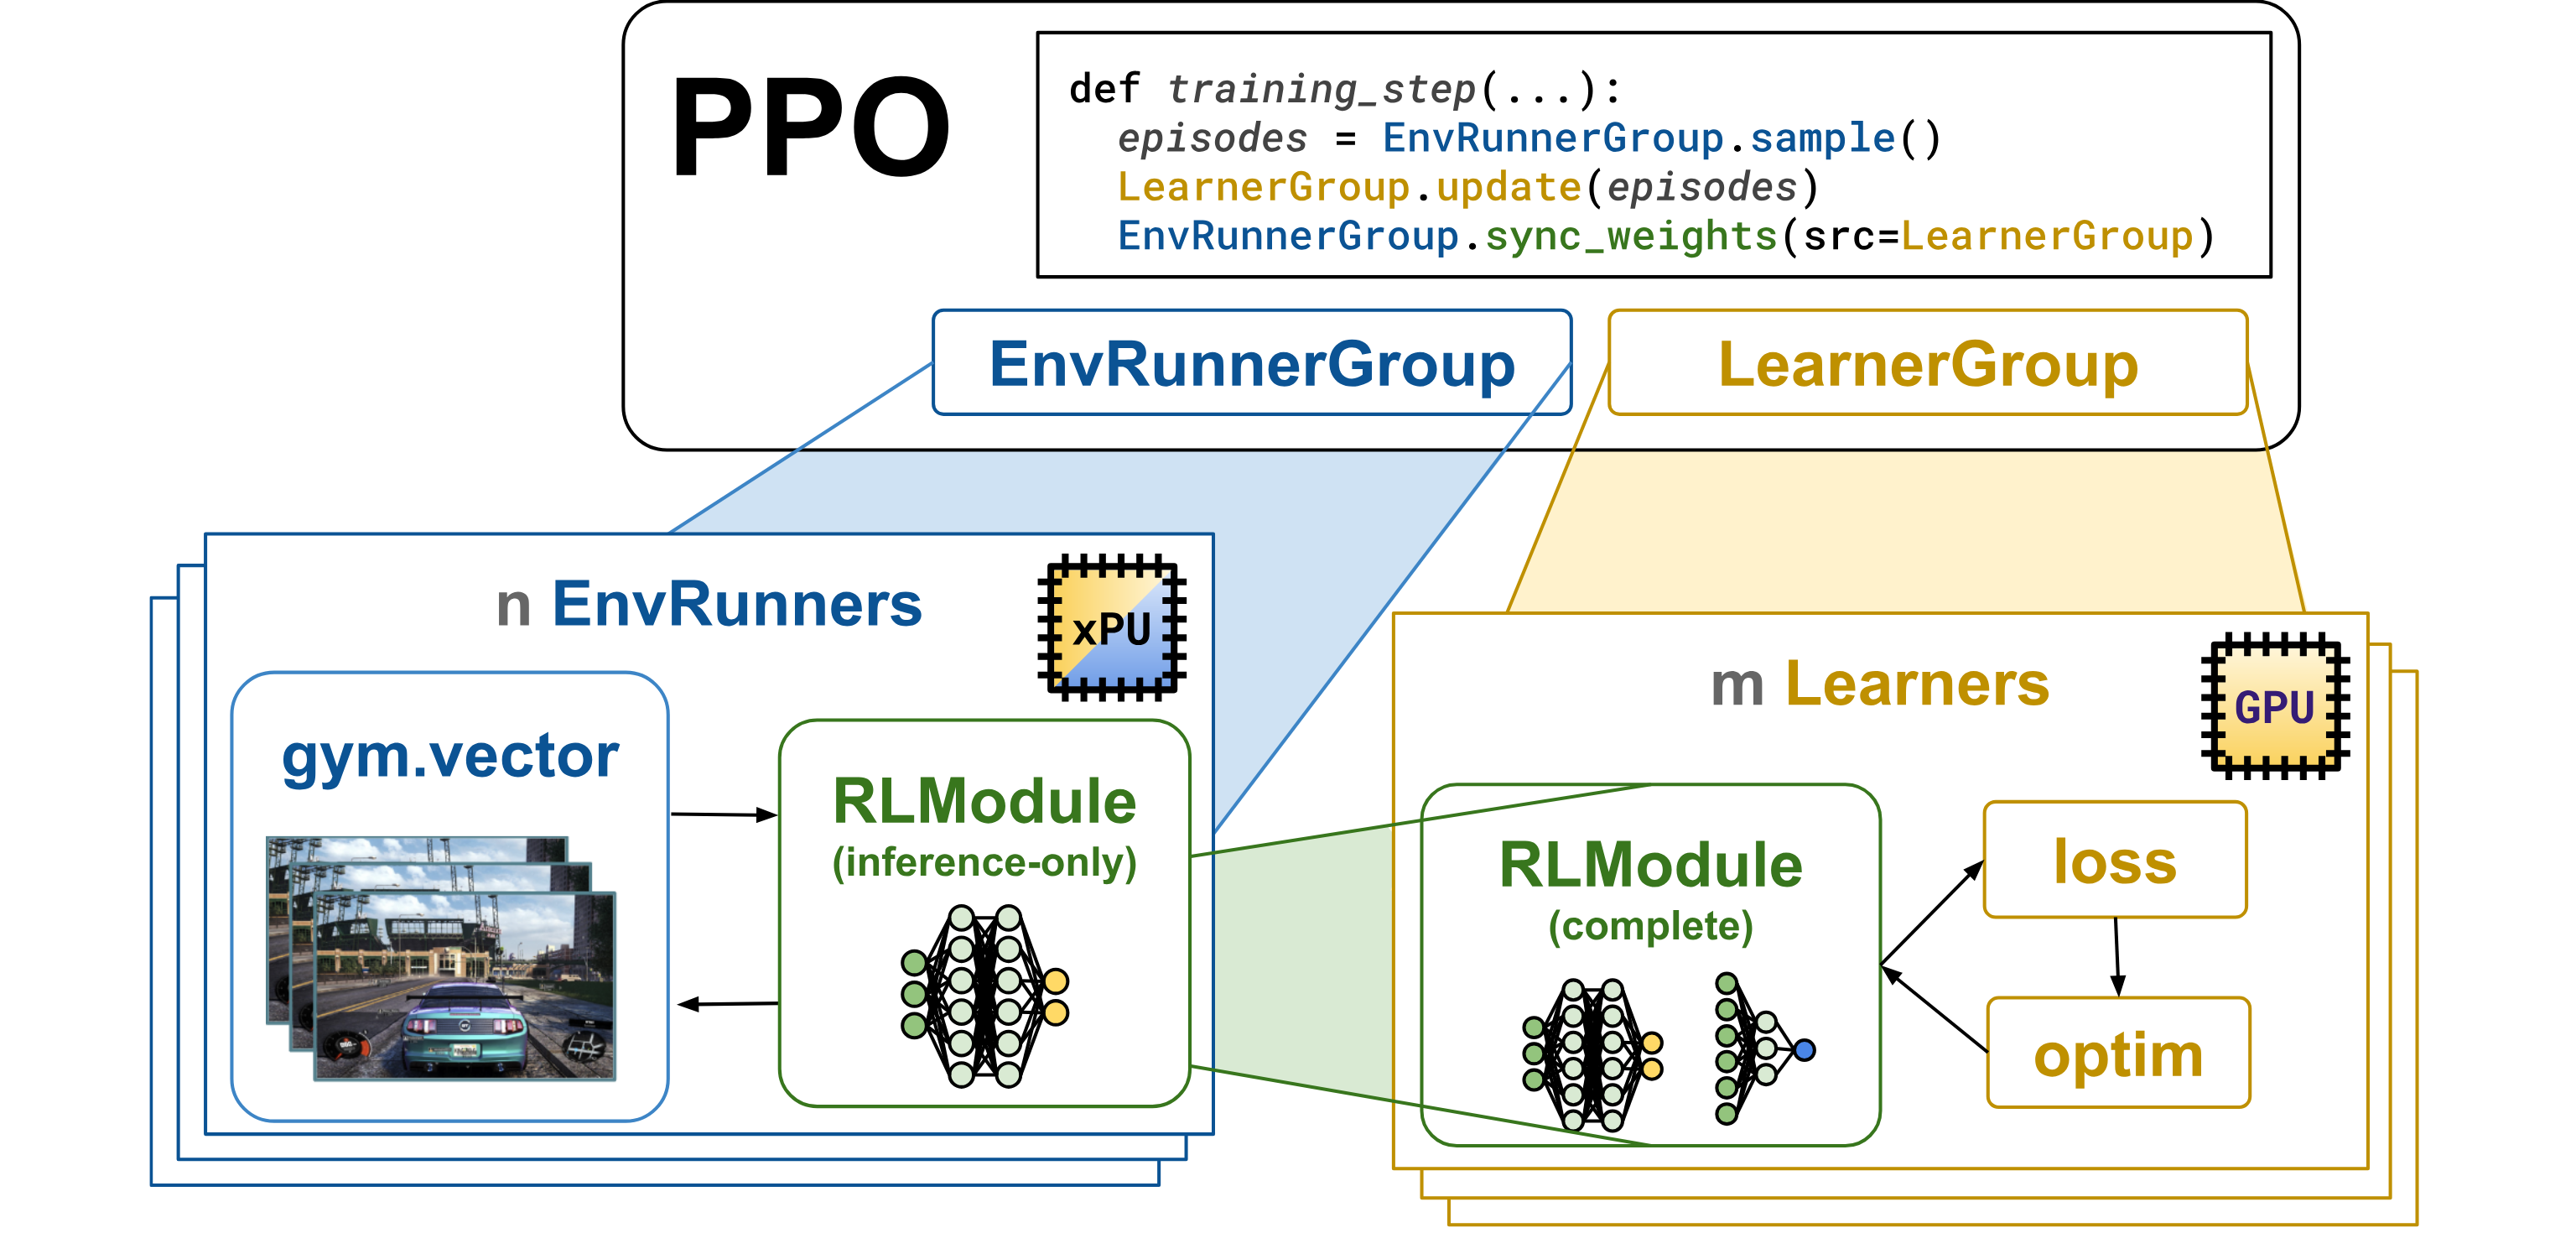 PPO
def training_step(...):
episodes = EnvRunnerGroup.sample()
LearnerGroup.update(episodes)
EnvRunnerGroup.sync_weights(src=LearnerGroup)
EnvRunnerGroup
LearnerGroup
n EnvRunners
xPU
gym.vector
RLModule
(inference-only)
m Learners
GPU
RLModule
(complete)
loss
optim